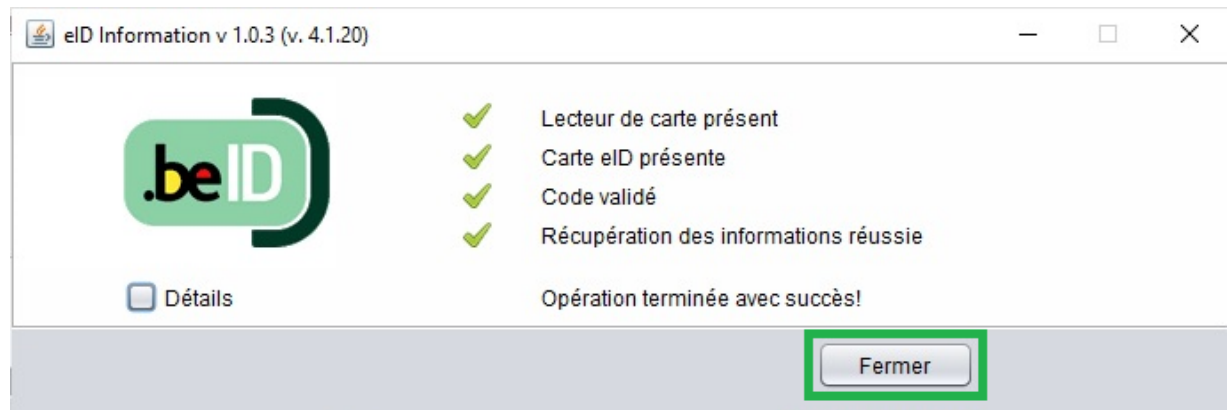 eID Information v 1.0.3 (v. 4.1.20)
.beID
Lecteur de carte présent
Carte eID présente
Code validé
Récupération des informations réussie
Détails
Opération terminée avec succès!
Fermer